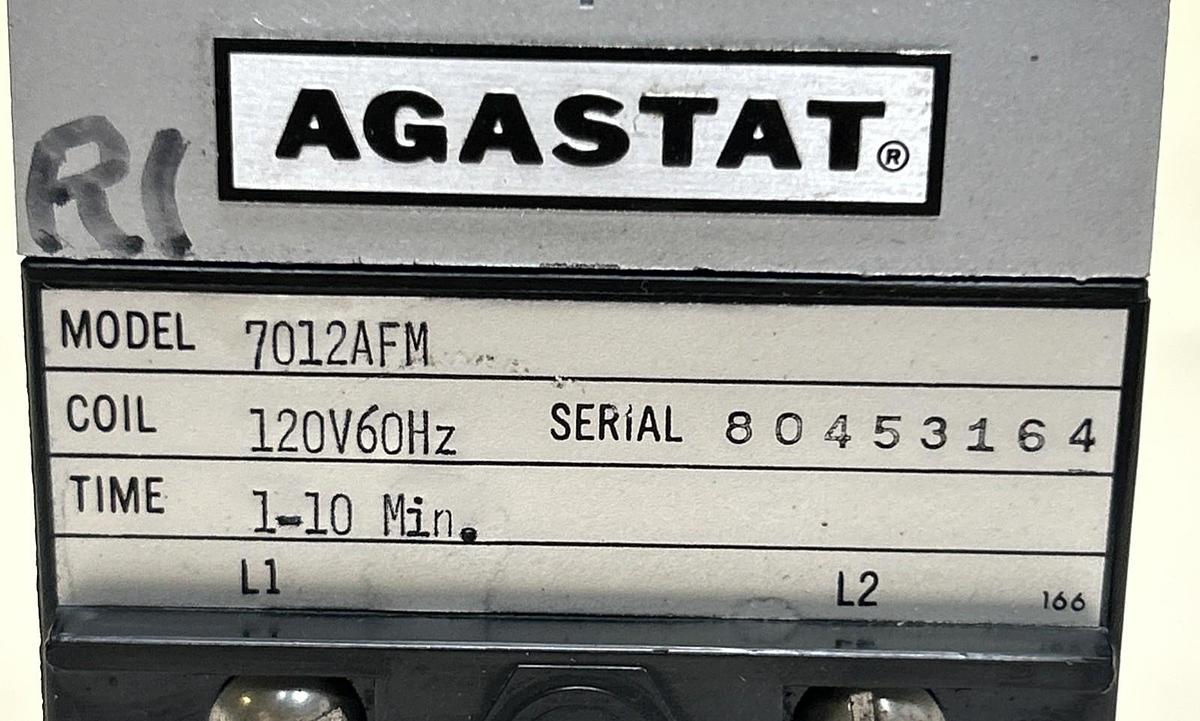 AGASTAT®
R1
MODEL 7012AFM
COIL 120V60Hz SERIAL 80453164
TIME 1-10 Min.
L1 L2 166